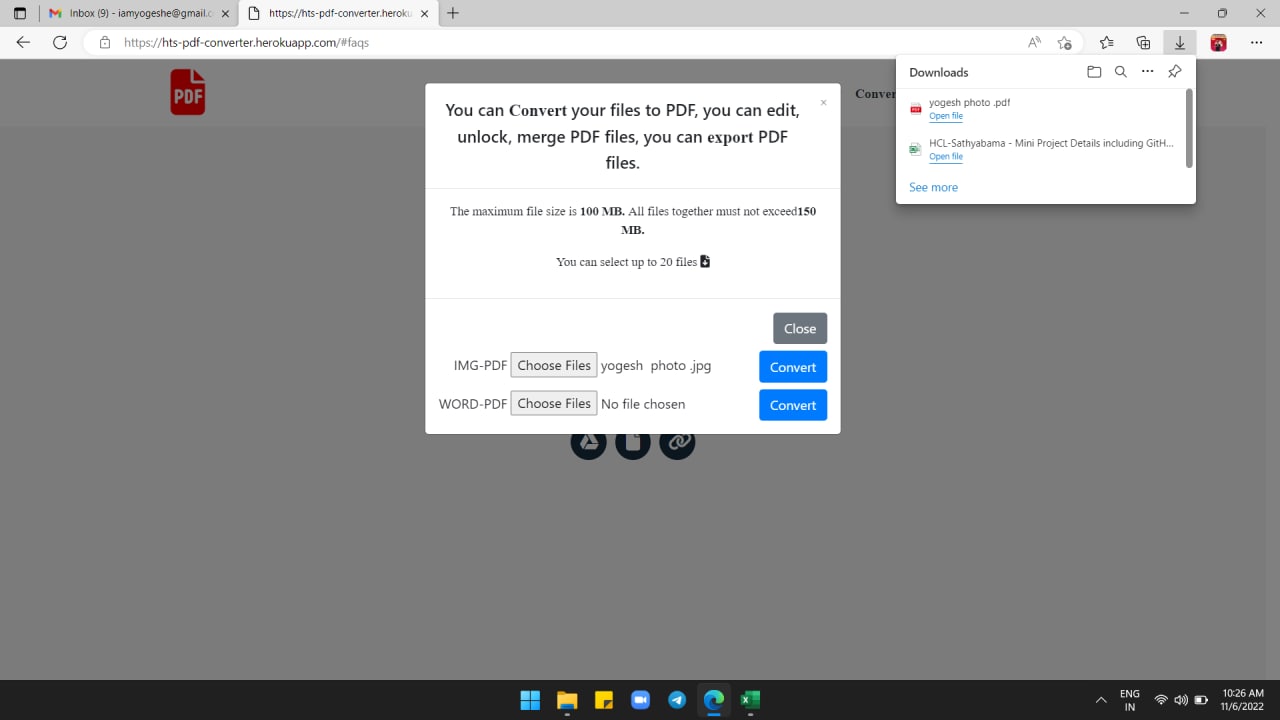 Inbox (9) - iamyogeshe@gmail.c
https://hts-pdf-converter.heroku
https://hts-pdf-converter.herokuapp.com/#faqs
PDF
Conver
You can Convert your files to PDF, you can edit,
unlock, merge PDF files, you can export PDF
files.
×
The maximum file size is 100 MB. All files together must not exceed150
MB.
You can select up to 20 files
Close
IMG-PDF Choose Files yogesh photo .jpg Convert
WORD-PDF Choose Files No file chosen Convert
Downloads
yogesh photo .pdf
Open file
HCL-Sathyabama - Mini Project Details including GitH...
Open file
See more
ENG
IN
10:26 AM
11/6/2022